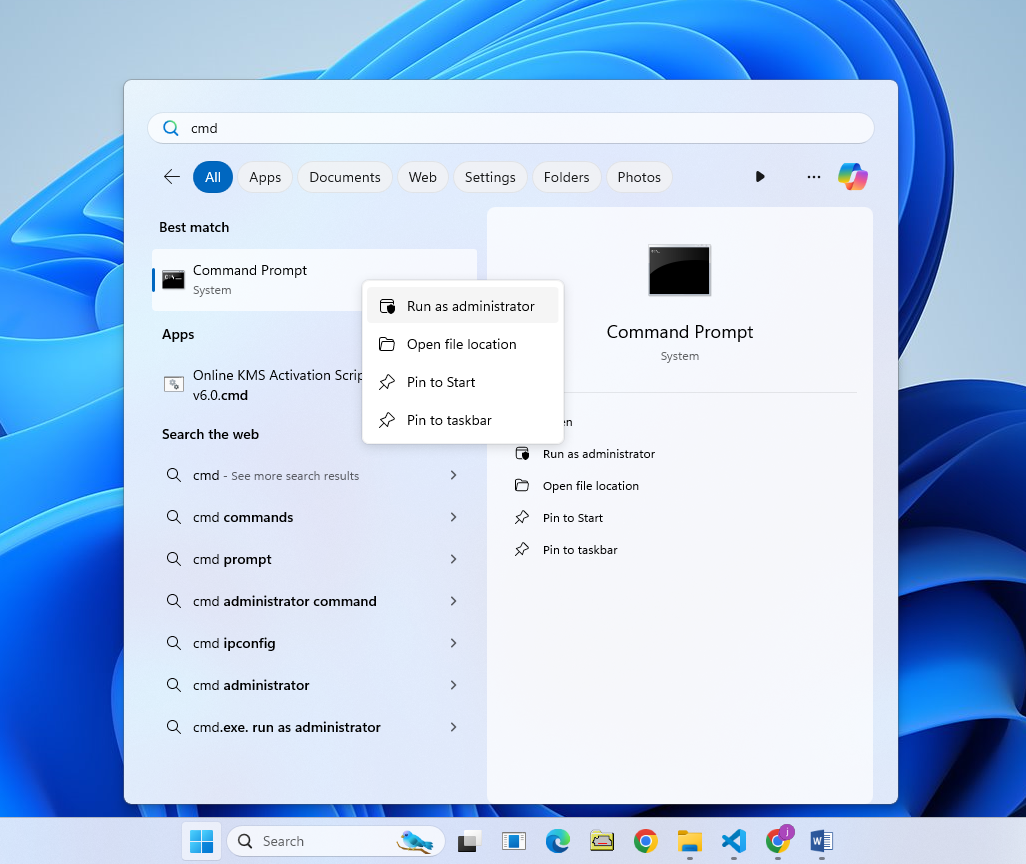 cmd
All
Apps
Documents
Web
Settings
Folders
Photos
Best match
Command Prompt
System
Apps
Online KMS Activation Scrip
v6.0.cmd
Search the web
cmd - See more search results
cmd commands
cmd prompt
cmd administrator command
cmd ipconfig
cmd administrator
cmd.exe. run as administrator
Run as administrator
Open file location
Pin to Start
Pin to taskbar
Command Prompt
System
en
Run as administrator
Open file location
Pin to Start
Pin to taskbar
Search
j